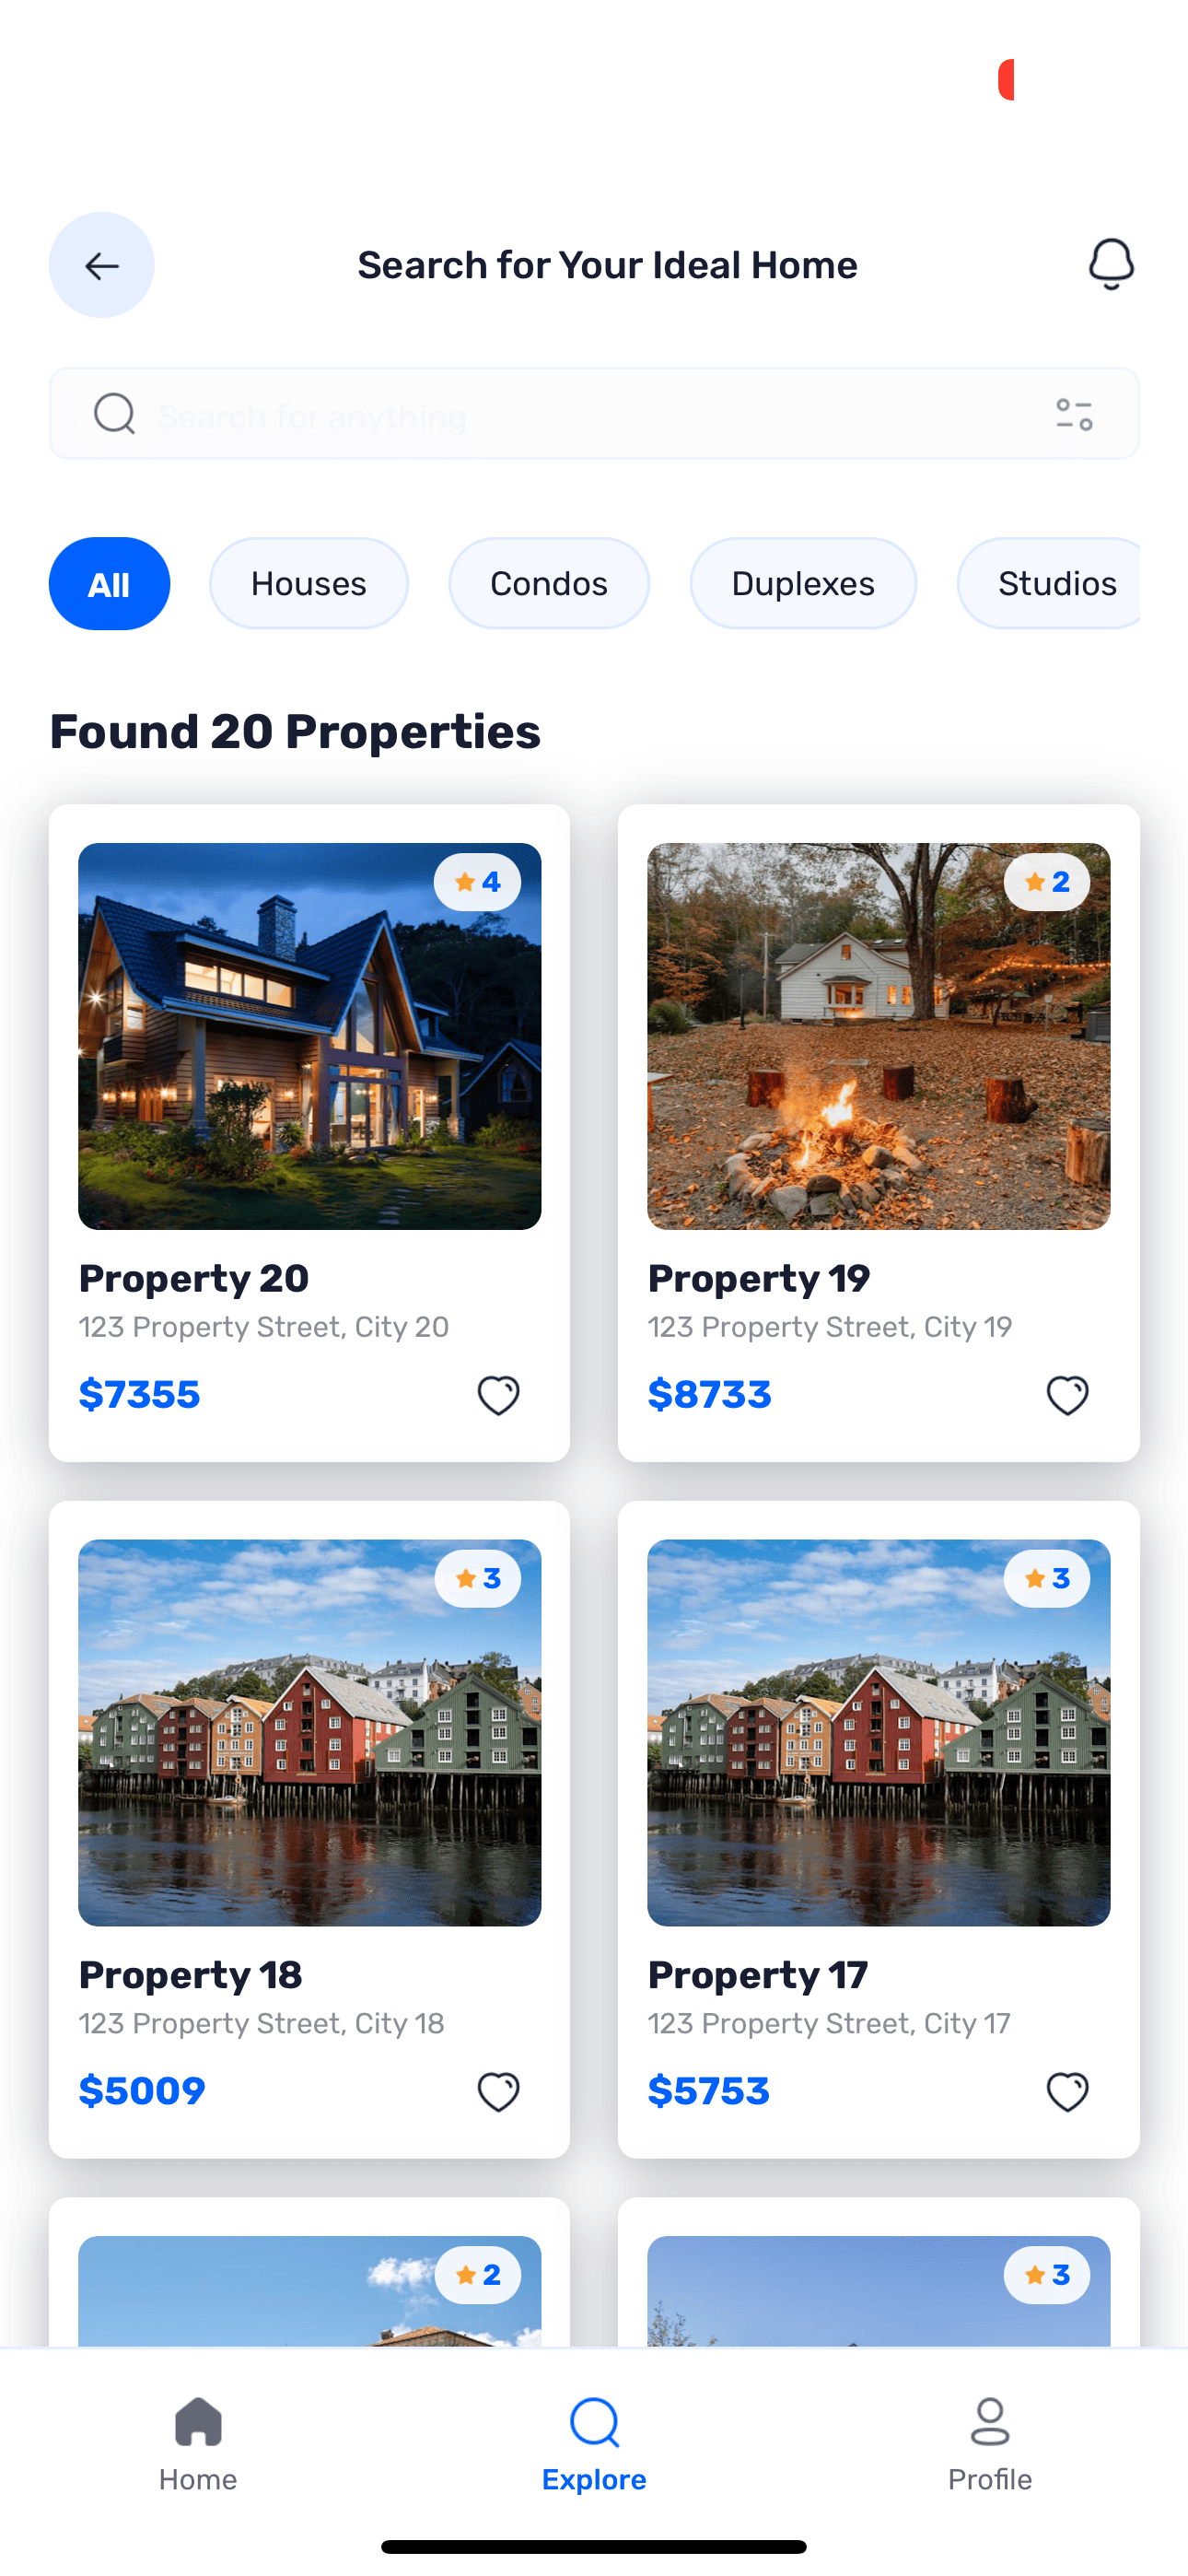 Search for Your Ideal Home
Search for anything
All Houses Condos Duplexes Studios
Found 20 Properties
4 2
Property 20 Property 19
123 Property Street, City 20 123 Property Street, City 19
$7355 $8733
3 3
Property 18 Property 17
123 Property Street, City 18 123 Property Street, City 17
$5009 $5753
2 3
Home Explore Profile